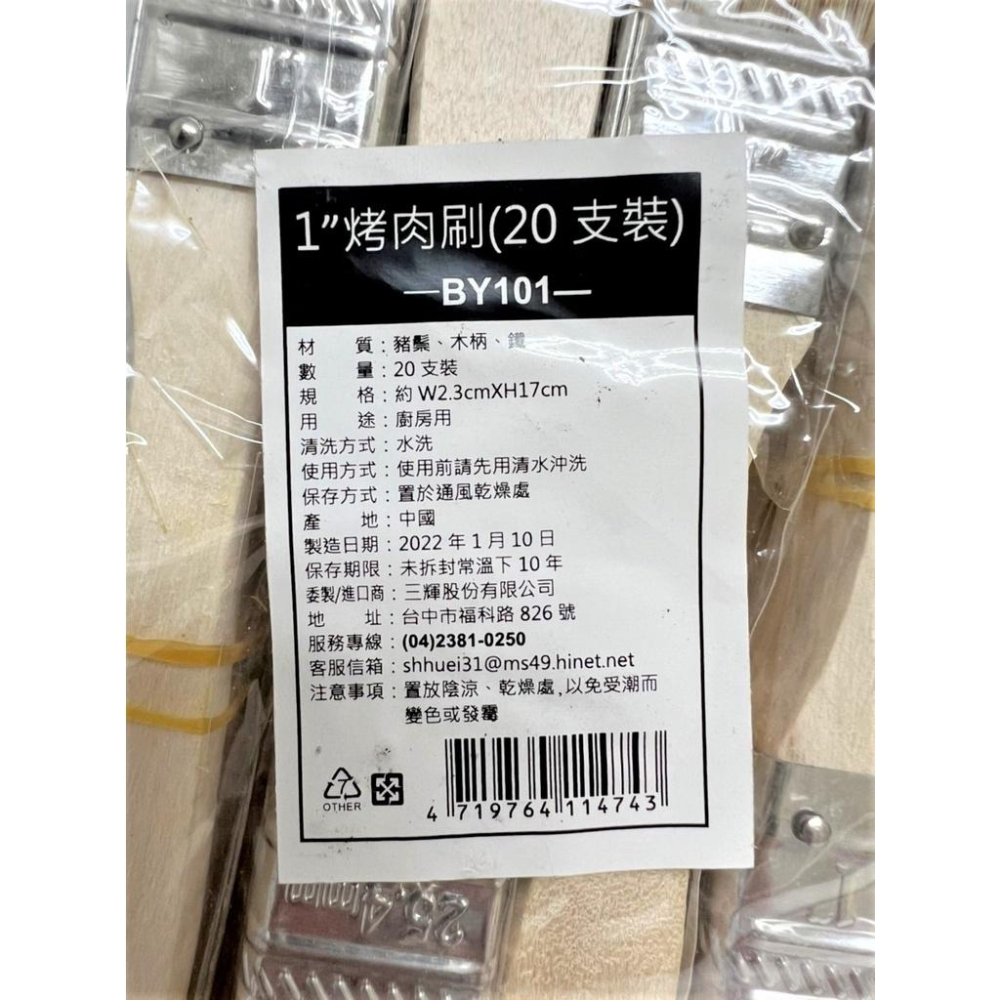 1”烤肉刷(20 支裝)
—BY101—
材 質：豬鬃、木柄、鐵
數 量：20 支裝
規 格：約 W2.3cmXH17cm
用 途：廚房用
清洗方式：水洗
使用方式：使用前請先用清水沖洗
保存方式：置於通風乾燥處
產 地：中國
製造日期：2022 年 1 月 10 日
保存期限：未拆封常溫下 10 年
委製/進口商：三輝股份有限公司
地 址：台中市福科路 826 號
服務專線：(04)2381-0250
客服信箱：shhuei31@ms49.hinet.net
注意事項：置放陰涼、乾燥處,以免受潮而
變色或發霉
OTHER
4 719764 114743
25.4